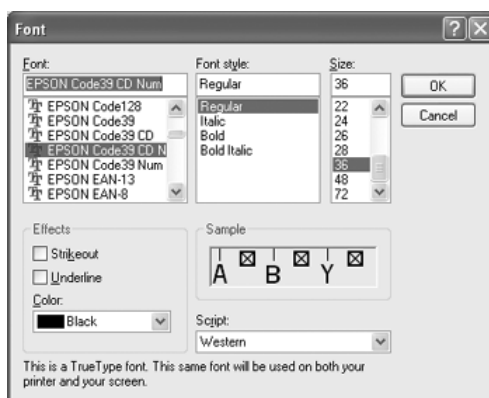 Font
Font: Font style: Size:
EPSON Code39 CD Num Regular 36 OK
EPSON Code128 Regular 22 Cancel
EPSON Code39 Italic 24
EPSON Code39 CD Bold 26
EPSON Code39 CD N Bold Italic 28
EPSON Code39 Num 36
EPSON EAN-13 48
EPSON EAN-8 72
Effects Sample
Strikeout
Underline
A B Y
Color:
Black
Script:
Western
This is a TrueType font. This same font will be used on both your
printer and your screen.